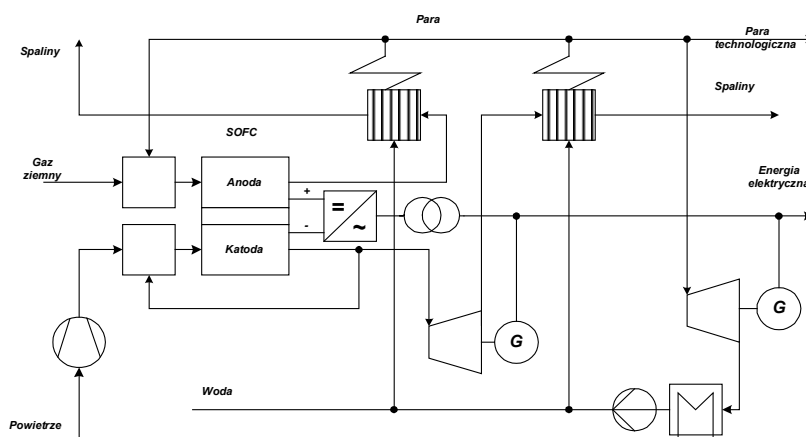 Para
Spaliny
Para
technologiczna
Spaliny
SOFC
Gaz
ziemny
Anoda
Energia
elektryczna
+
=
~
-
Katoda
G
G
Woda
Powietrze